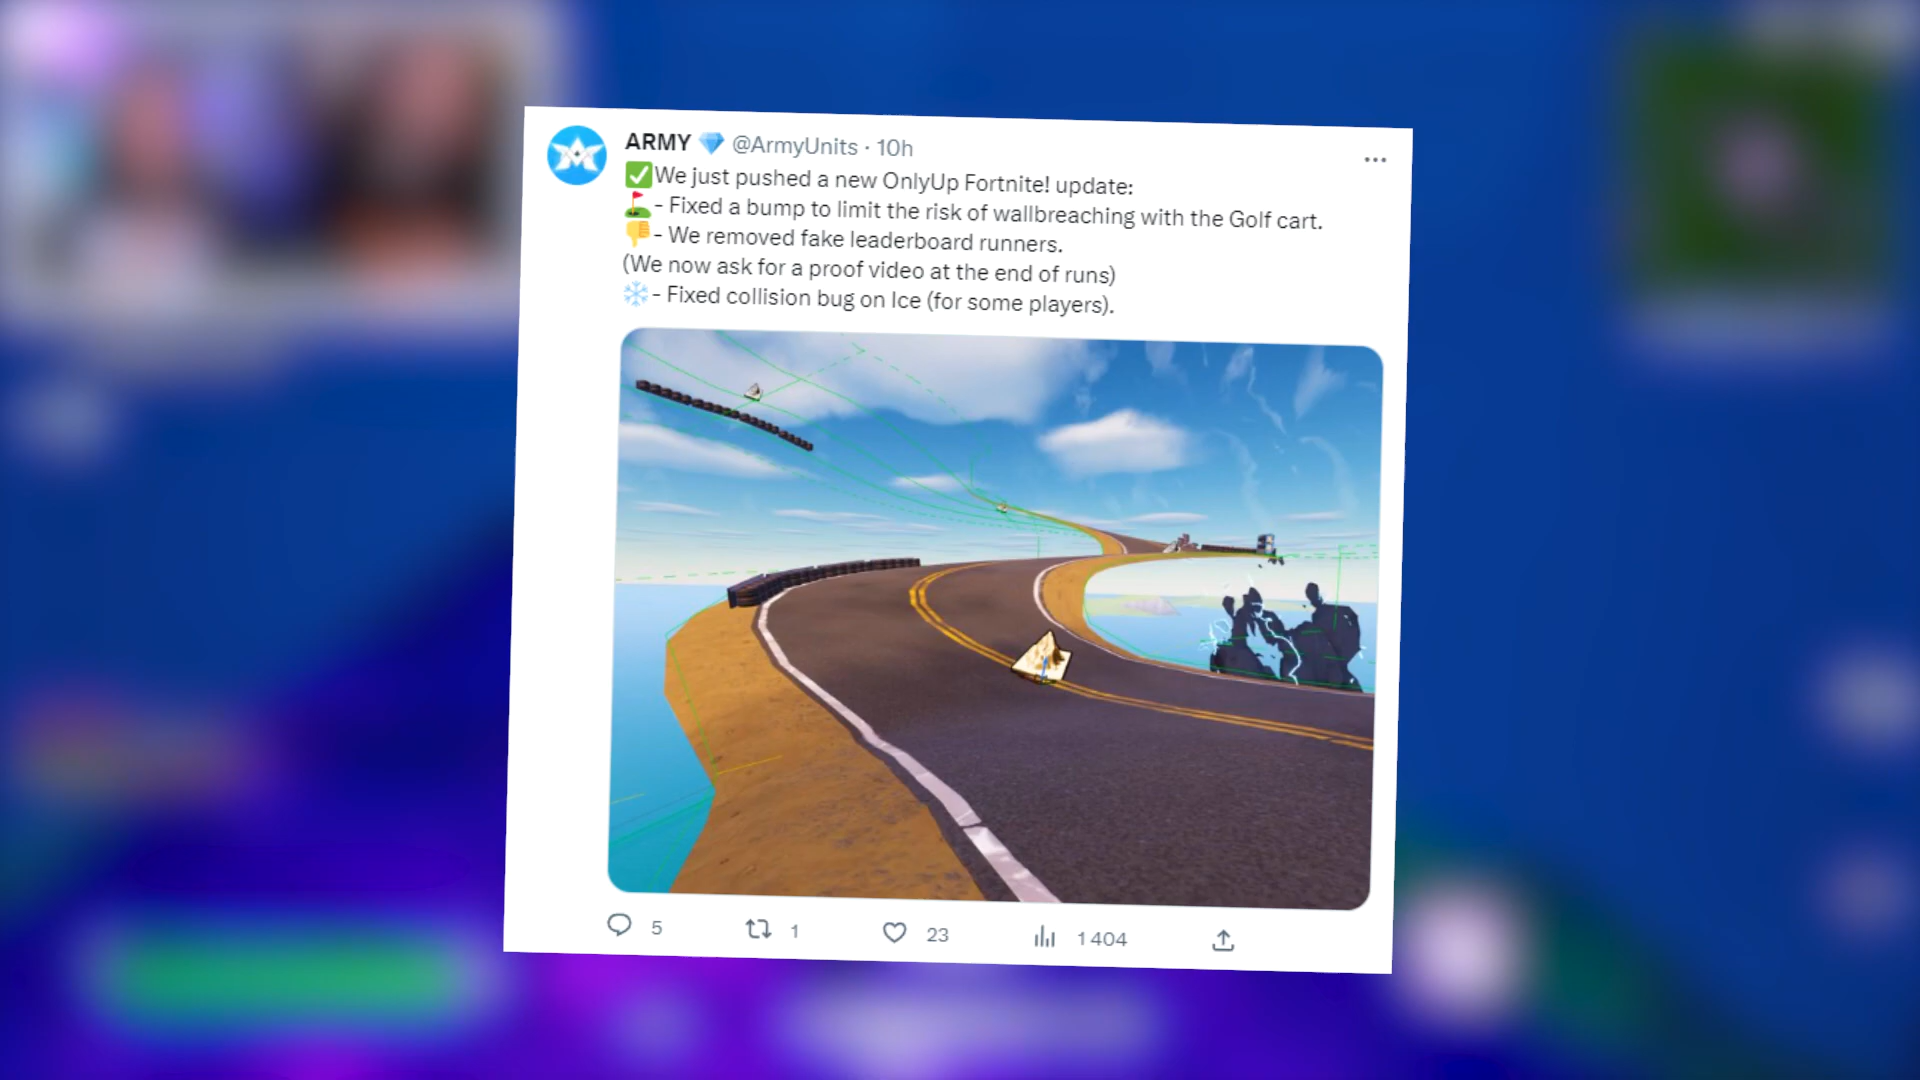 ARMY 💎 @ArmyUnits · 10h
✅We just pushed a new OnlyUp Fortnite! update:
⛳- Fixed a bump to limit the risk of wallbreaching with the Golf cart.
👎- We removed fake leaderboard runners.
(We now ask for a proof video at the end of runs)
❄️- Fixed collision bug on Ice (for some players).
5 1 23 1 404